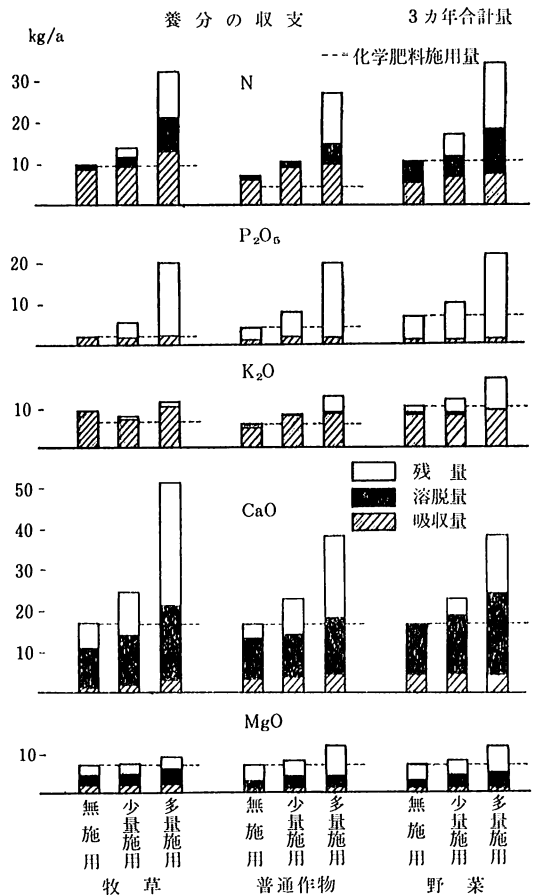 養分の収支
3カ年合計量
kg/a
--- 化学肥料施用量
N
30
20
10
P₂O₅
20
10
K₂O
10
CaO
50
40
30
20
10
残量
溶脱量
吸収量
MgO
10
無施用
少量施用
多量施用
無施用
少量施用
多量施用
無施用
少量施用
多量施用
牧草
普通作物
野菜